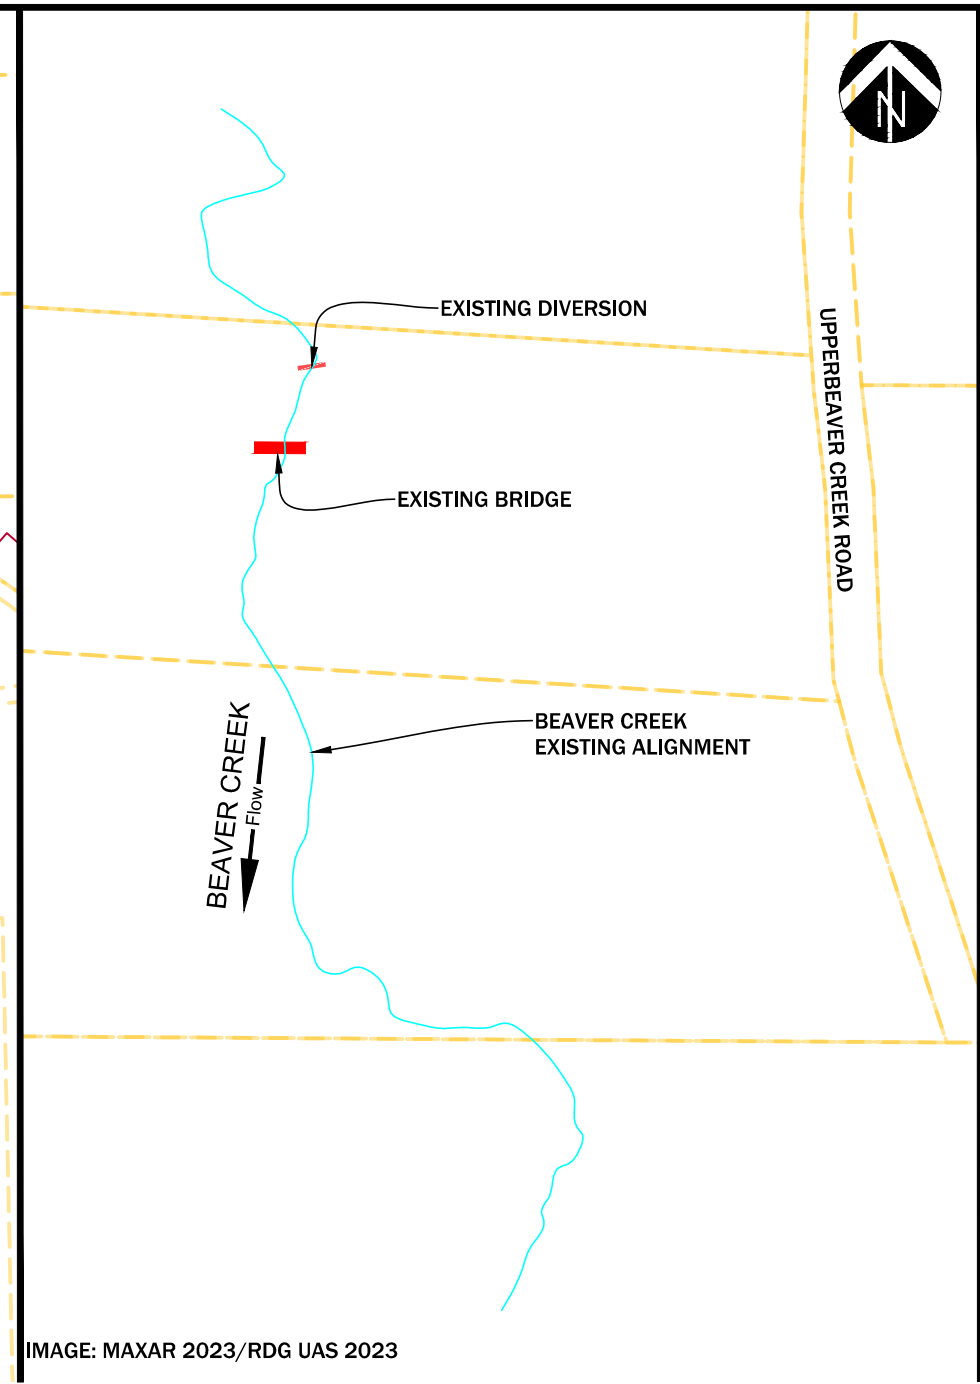 N
EXISTING DIVERSION
UPPERBEAVER CREEK ROAD
EXISTING BRIDGE
BEAVER CREEK
Flow
BEAVER CREEK
EXISTING ALIGNMENT
IMAGE: MAXAR 2023/RDG UAS 2023